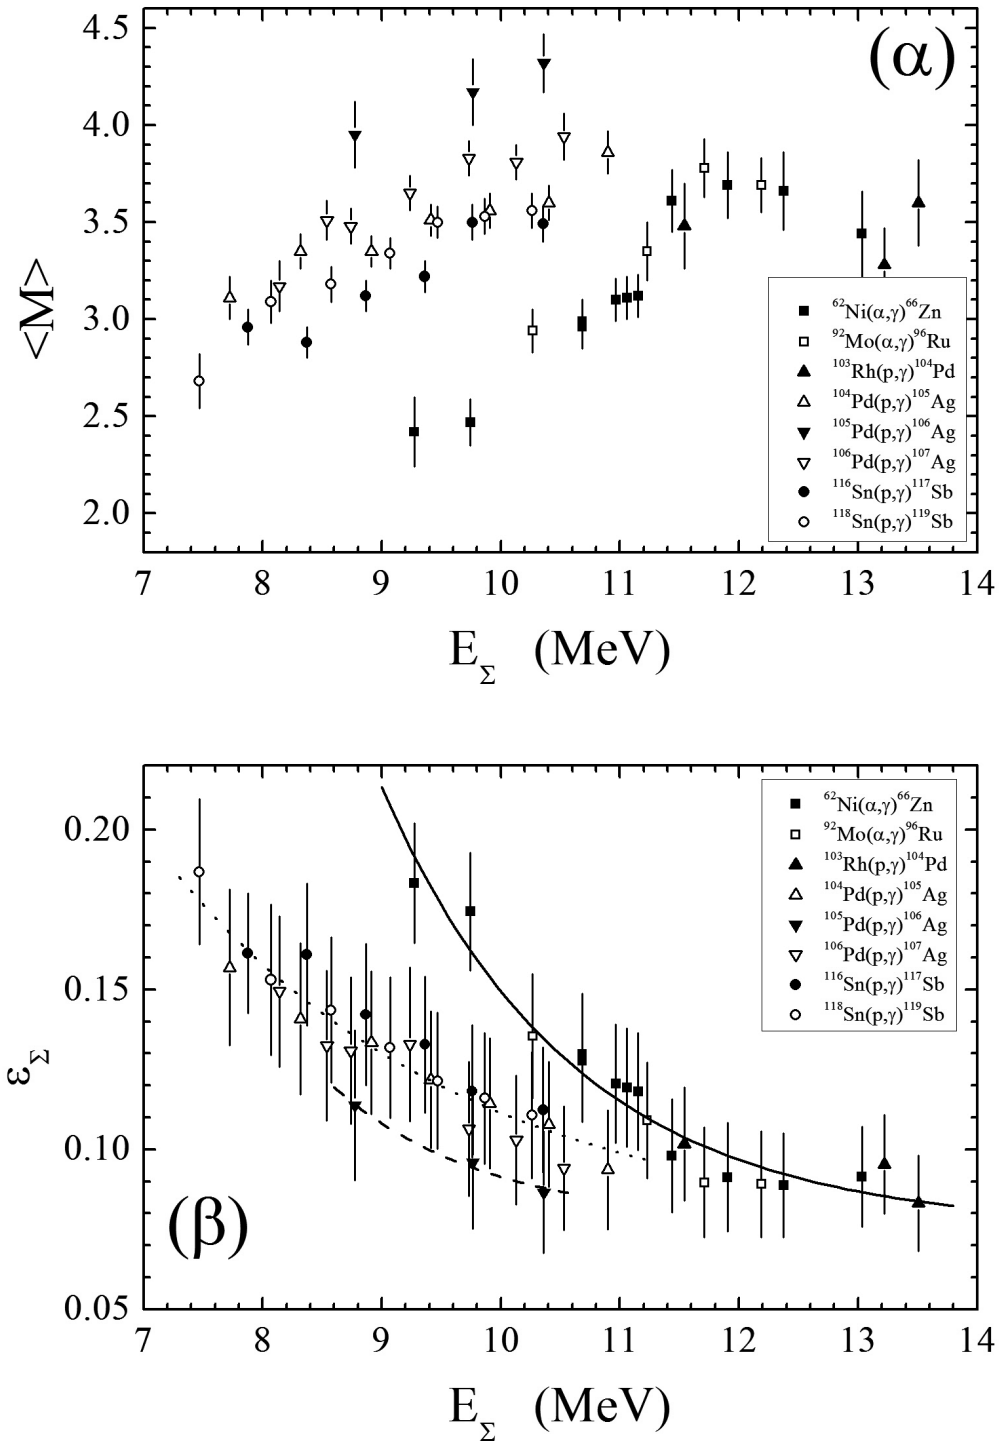 4.5
4.0
3.5
3.0
2.5
2.0
<M>
(α)
⁶²Ni(α,γ)⁶⁶Zn
⁹²Mo(α,γ)⁹⁶Ru
¹⁰³Rh(p,γ)¹⁰⁴Pd
¹⁰⁴Pd(p,γ)¹⁰⁵Ag
¹⁰⁵Pd(p,γ)¹⁰⁶Ag
¹⁰⁶Pd(p,γ)¹⁰⁷Ag
¹¹⁶Sn(p,γ)¹¹⁷Sb
¹¹⁸Sn(p,γ)¹¹⁹Sb
7 8 9 10 11 12 13 14
E_Σ (MeV)
0.20
0.15
0.10
0.05
ε_Σ
(β)
⁶²Ni(α,γ)⁶⁶Zn
⁹²Mo(α,γ)⁹⁶Ru
¹⁰³Rh(p,γ)¹⁰⁴Pd
¹⁰⁴Pd(p,γ)¹⁰⁵Ag
¹⁰⁵Pd(p,γ)¹⁰⁶Ag
¹⁰⁶Pd(p,γ)¹⁰⁷Ag
¹¹⁶Sn(p,γ)¹¹⁷Sb
¹¹⁸Sn(p,γ)¹¹⁹Sb
7 8 9 10 11 12 13 14
E_Σ (MeV)